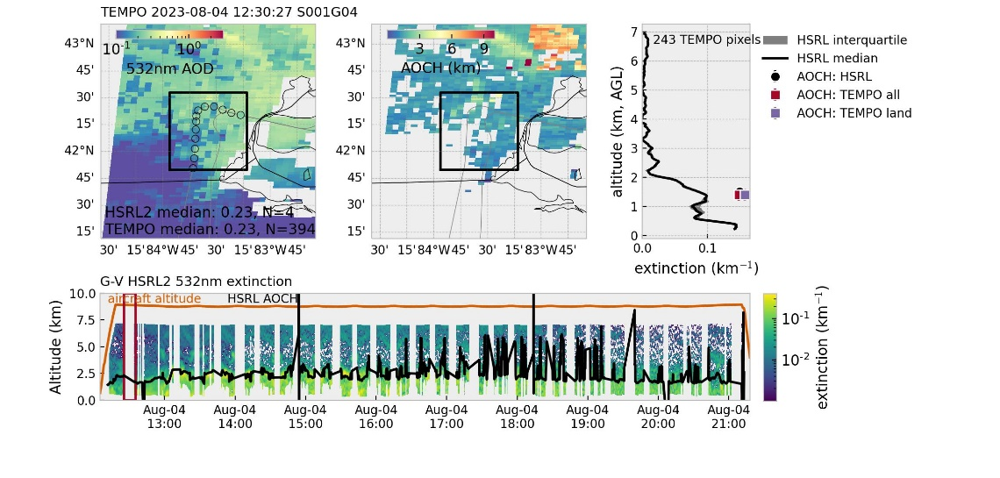 TEMPO 2023-08-04 12:30:27 S001G04
10⁻¹ 10⁰
532nm AOD
43°N
45'
30'
15'
42°N
45'
30'
15'
HSRL2 median: 0.23, N=4
TEMPO median: 0.23, N=394
30' 15' 84°W 45' 30' 15' 83°W 45'
3 6 9
AOCH (km)
43°N
45'
30'
15'
42°N
45'
30'
15'
30' 15' 84°W 45' 30' 15' 83°W 45'
243 TEMPO pixels
altitude (km, AGL)
7
6
5
4
3
2
1
0
0.0 0.1
extinction (km⁻¹)
HSRL interquartile
HSRL median
AOCH: HSRL
AOCH: TEMPO all
AOCH: TEMPO land
G-V HSRL2 532nm extinction
aircraft altitude HSRL AOCH
Altitude (km)
10.0
7.5
5.0
2.5
0.0
Aug-04 Aug-04 Aug-04 Aug-04 Aug-04 Aug-04 Aug-04 Aug-04 Aug-04
13:00 14:00 15:00 16:00 17:00 18:00 19:00 20:00 21:00
10⁻¹
10⁻²
extinction (km⁻¹)